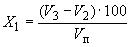 X₁ = (V₃ − V₂) · 100 / Vп